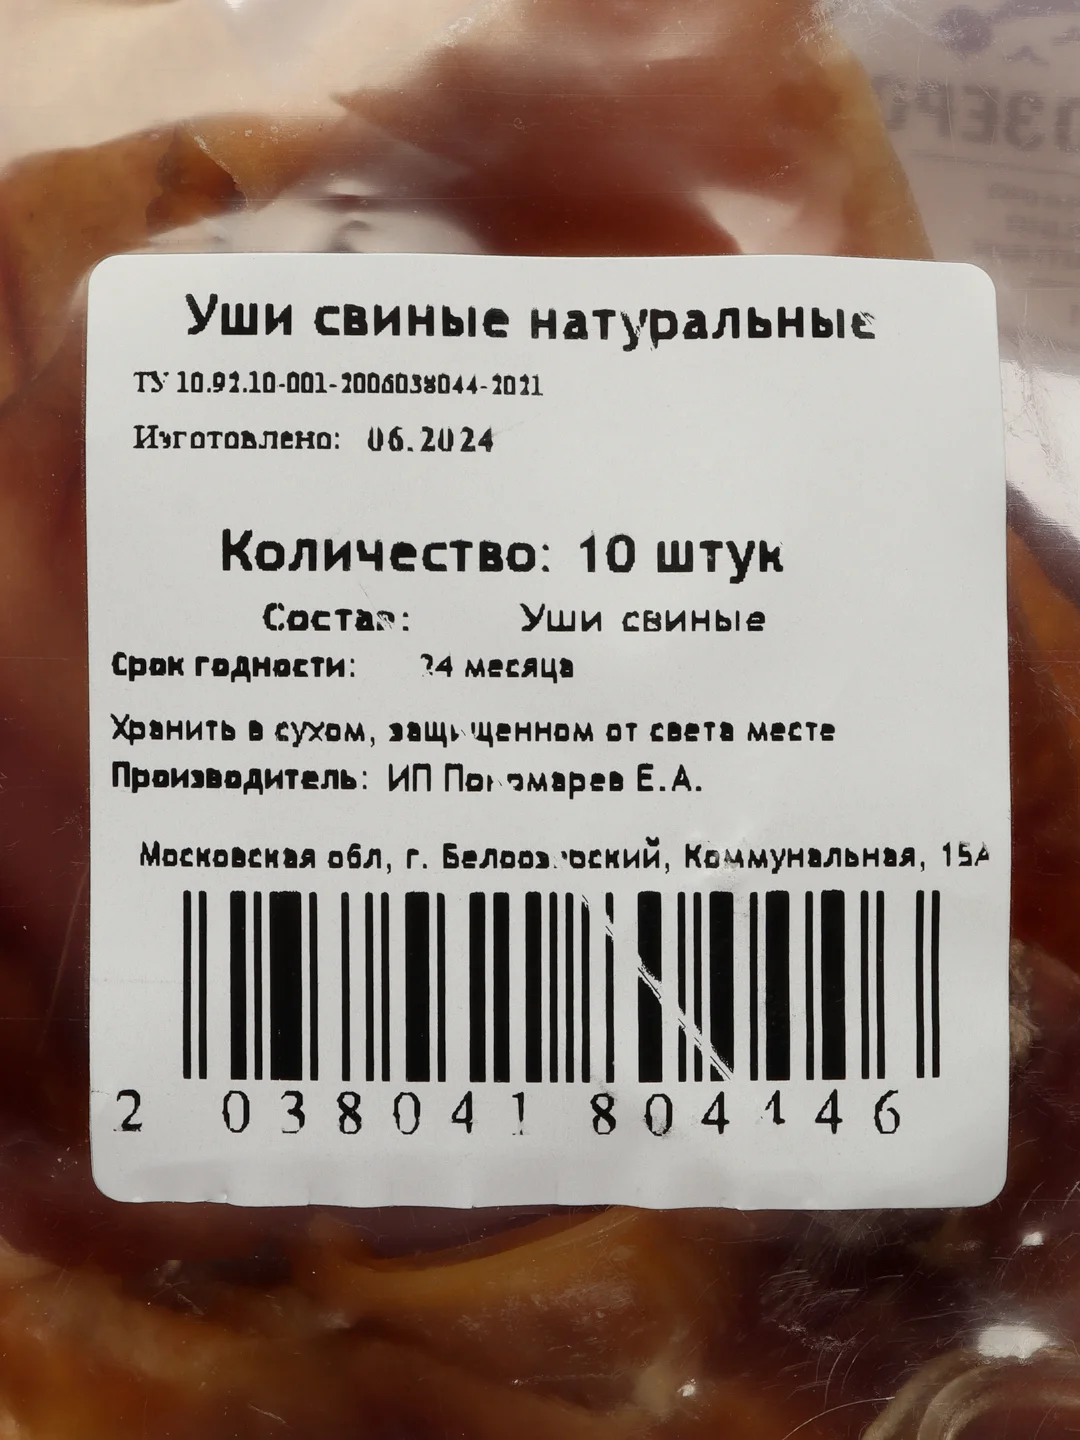 Уши свиные натуральные
ТУ 10.92.10-001-2006038044-2021
Изготовлено: 06.2024
Количество: 10 штук
Состав: Уши свиные
Срок годности: 24 месяца
Хранить в сухом, защищенном от света месте
Производитель: ИП Пономарев Е.А.
Московская обл, г. Белоозёрский, Коммунальная, 15А
2 038041 804446